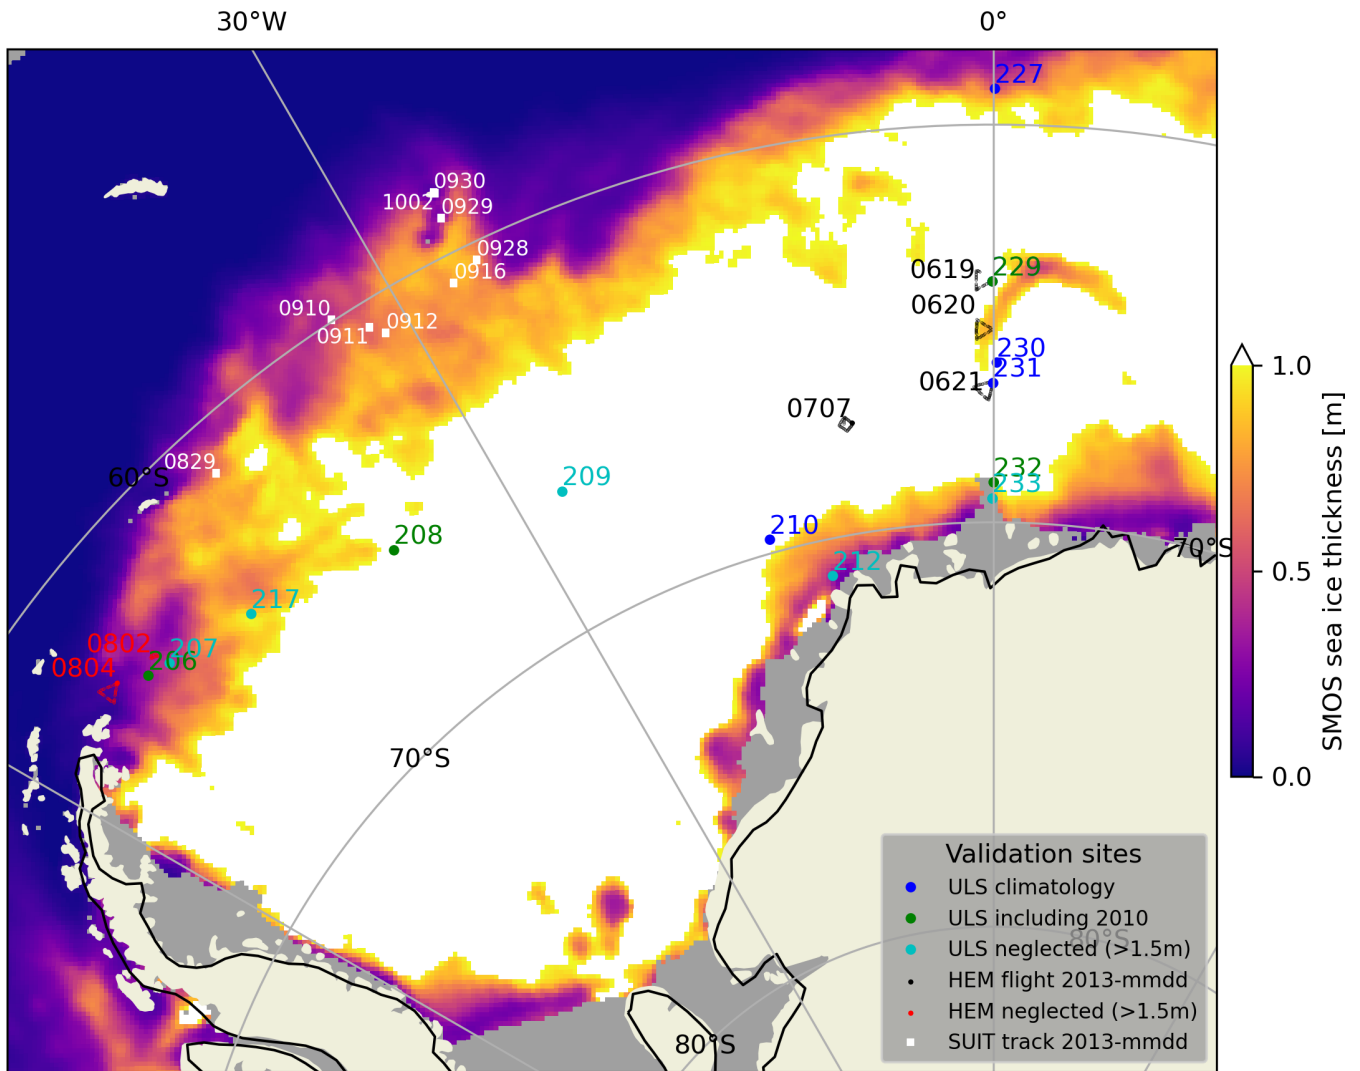 30°W
0°
227
0930
1002
0929
0928
0916
0910
0911
0912
0619
229
0620
230
231
0621
0707
0829
60°S
209
232
233
208
210
70°S
212
217
0802
207
206
0804
70°S
80°S
80°S
1.0
0.5
0.0
SMOS sea ice thickness [m]
Validation sites
ULS climatology
ULS including 2010
ULS neglected (>1.5m)
HEM flight 2013-mmdd
HEM neglected (>1.5m)
SUIT track 2013-mmdd